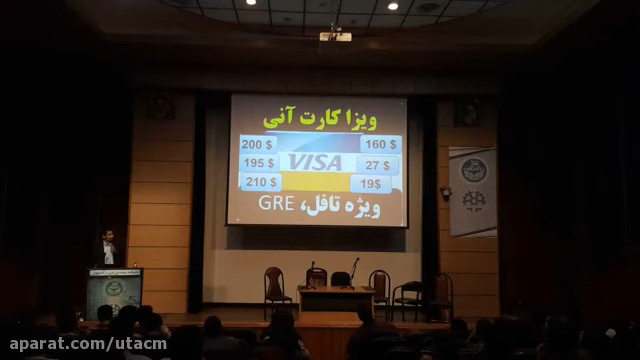 ویزا کارت آنی
200 $ 160 $
195 $ VISA 27 $
210 $ 19$
ویژه تافل، GRE
aparat.com/utacm